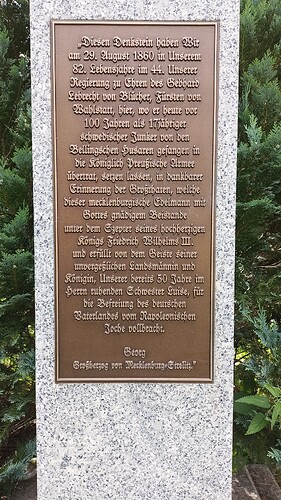 „Diesen Denkstein haben Wir
am 29. August 1860 in Unserem
82. Lebensjahre im 44. Unserer
Regierung zu Ehren des Gebhard
Lebrecht von Blücher, Fürsten von
Wahlstatt, hier, wo er heute vor
100 Jahren als 17jähriger
schwedischer Junker von den
Bellingschen Husaren gefangen in
die Königlich Preußische Armee
übertrat, setzen lassen, in dankbarer
Erinnerung der Großthaten, welche
dieser mecklenburgische Edelmann mit
Gottes gnädigem Beistande
unter dem Szepter seines hochherzigen
Königs Friedrich Wilhelms III.
und erfüllt von dem Geiste seiner
unvergeßlichen Landsmännin und
Königin, Unserer bereits 50 Jahre im
Herrn ruhenden Schwester Luise, für
die Befreiung des deutschen
Vaterlandes vom Napoleonischen
Joche vollbracht.
Georg
Großherzog von Mecklenburg-Strelitz."